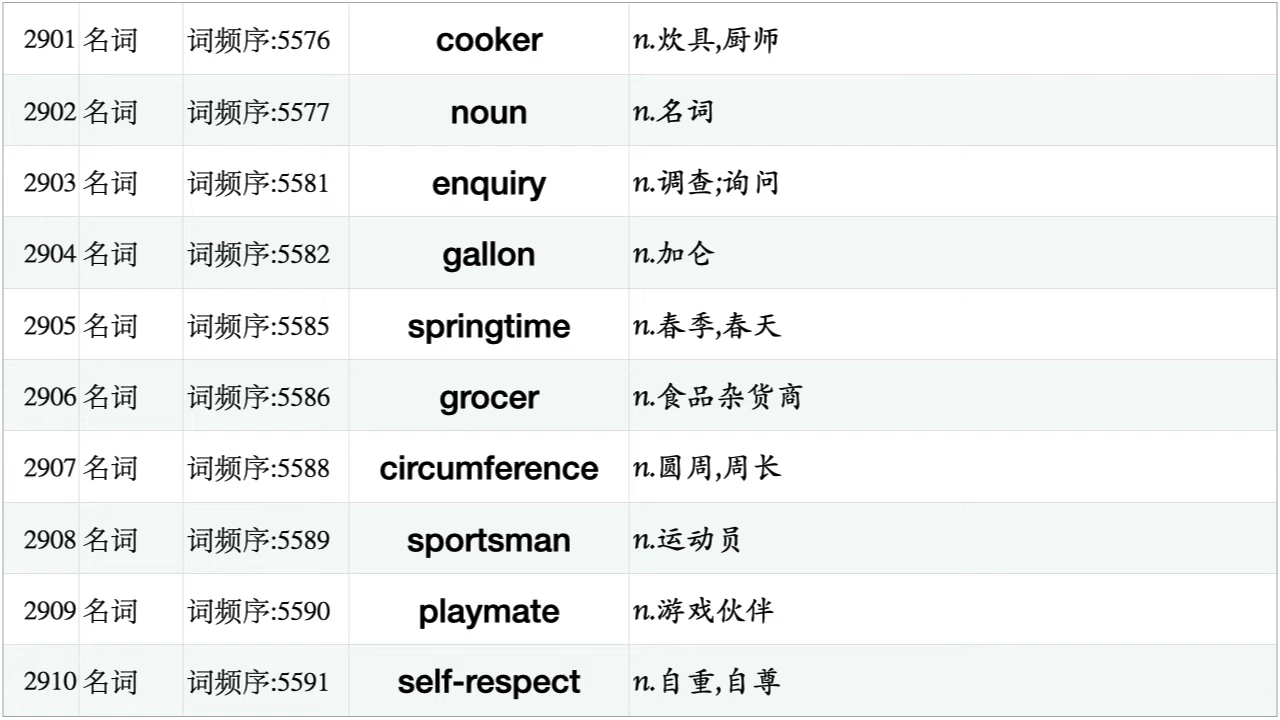 2901 名词 词频序:5576 cooker n.炊具,厨师
2902 名词 词频序:5577 noun n.名词
2903 名词 词频序:5581 enquiry n.调查;询问
2904 名词 词频序:5582 gallon n.加仑
2905 名词 词频序:5585 springtime n.春季,春天
2906 名词 词频序:5586 grocer n.食品杂货商
2907 名词 词频序:5588 circumference n.圆周,周长
2908 名词 词频序:5589 sportsman n.运动员
2909 名词 词频序:5590 playmate n.游戏伙伴
2910 名词 词频序:5591 self-respect n.自重,自尊